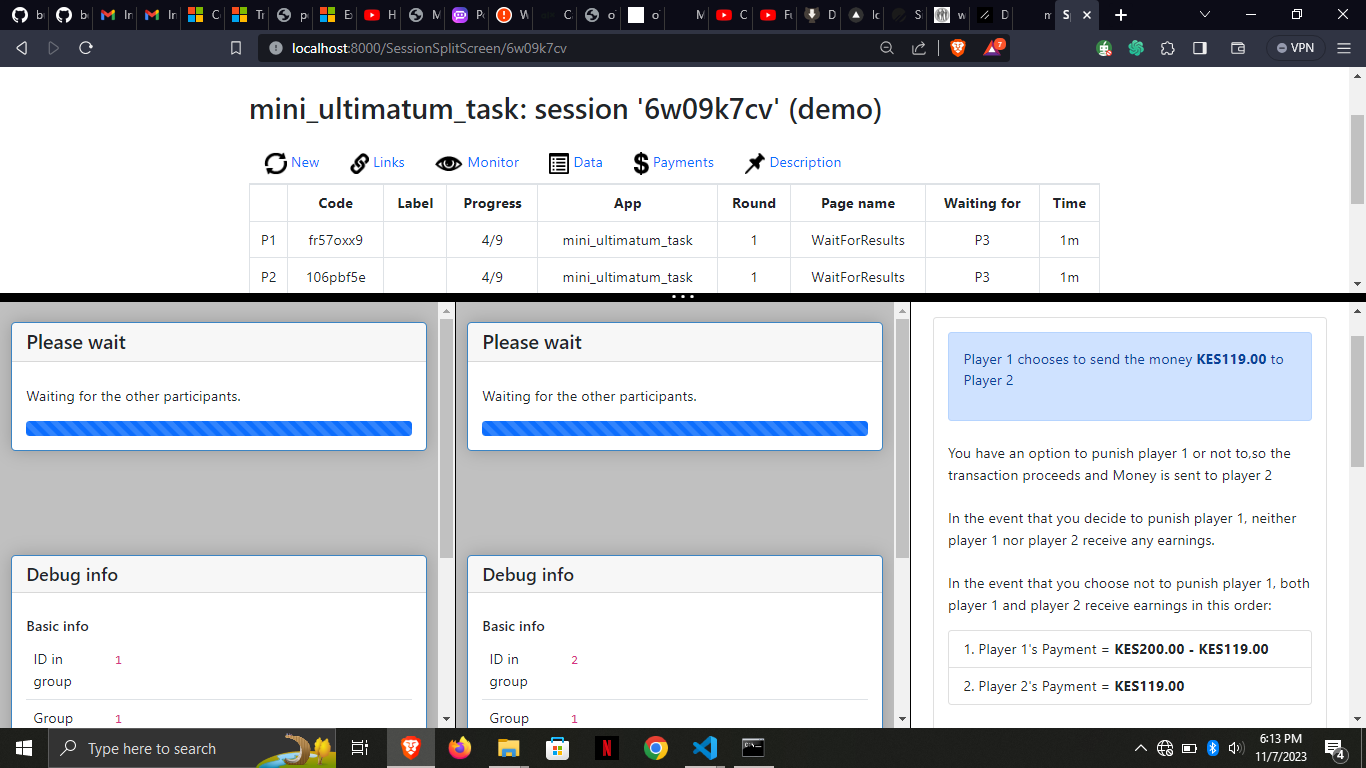 b
b
In
In
C
Tr
p
E
H
M
Po
W
C
o
o
M
C
Fu
D
Ic
Si
w
D
m
S
localhost:8000/SessionSplitScreen/6w09k7cv
7
VPN
mini_ultimatum_task: session '6w09k7cv' (demo)
New Links Monitor Data Payments Description
Code Label Progress App Round Page name Waiting for Time
P1 fr57oxx9 4/9 mini_ultimatum_task 1 WaitForResults P3 1m
P2 106pbf5e 4/9 mini_ultimatum_task 1 WaitForResults P3 1m
Please wait
Waiting for the other participants.
Debug info
Basic info
ID in group 1
Group 1
Please wait
Waiting for the other participants.
Debug info
Basic info
ID in group 2
Group 1
Player 1 chooses to send the money KES119.00 to
Player 2
You have an option to punish player 1 or not to,so the
transaction proceeds and Money is sent to player 2
In the event that you decide to punish player 1, neither
player 1 nor player 2 receive any earnings.
In the event that you choose not to punish player 1, both
player 1 and player 2 receive earnings in this order:
1. Player 1's Payment = KES200.00 - KES119.00
2. Player 2's Payment = KES119.00
Type here to search
6:13 PM
11/7/2023
4